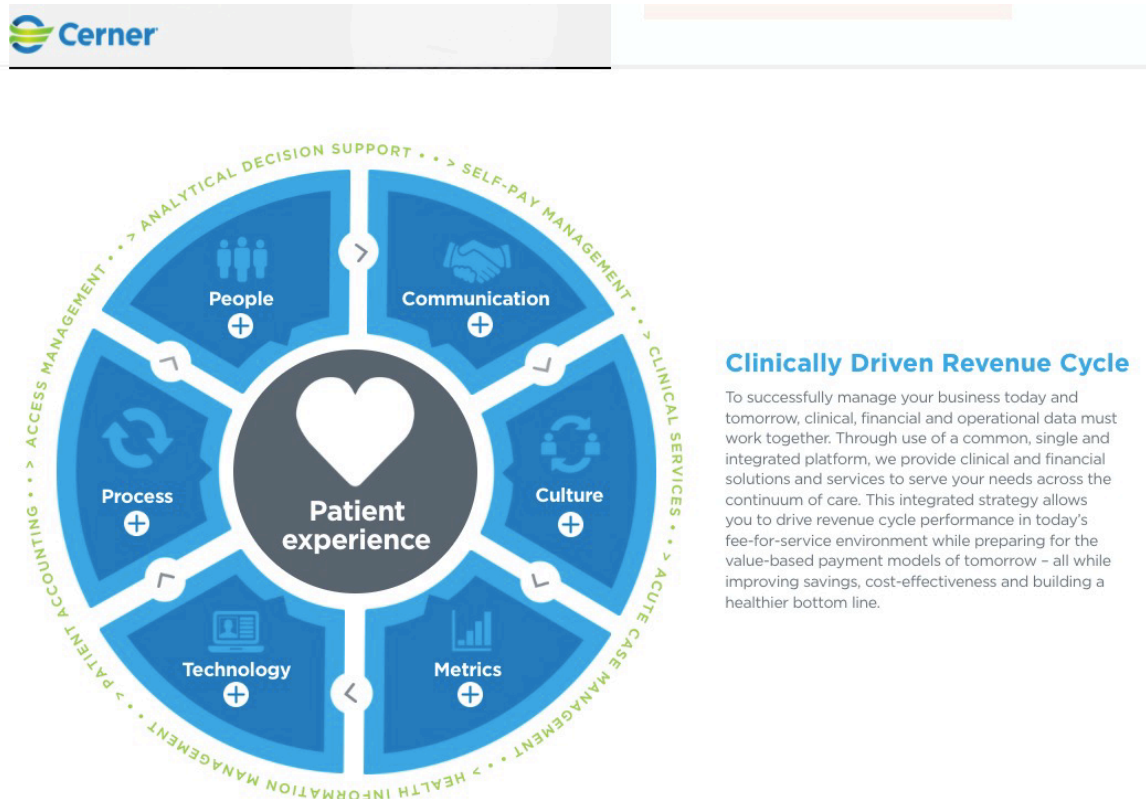 Cerner
ACCESS MANAGEMENT • • > ANALYTICAL DECISION SUPPORT • • > SELF-PAY MANAGEMENT • • > CLINICAL SERVICES • • > ACUTE CASE MANAGEMENT • • > HEALTH INFORMATION MANAGEMENT • • > PATIENT ACCOUNTING • • >
People
Communication
Process
Culture
Patient
experience
Technology
Metrics
Clinically Driven Revenue Cycle
To successfully manage your business today and
tomorrow, clinical, financial and operational data must
work together. Through use of a common, single and
integrated platform, we provide clinical and financial
solutions and services to serve your needs across the
continuum of care. This integrated strategy allows
you to drive revenue cycle performance in today's
fee-for-service environment while preparing for the
value-based payment models of tomorrow – all while
improving savings, cost-effectiveness and building a
healthier bottom line.